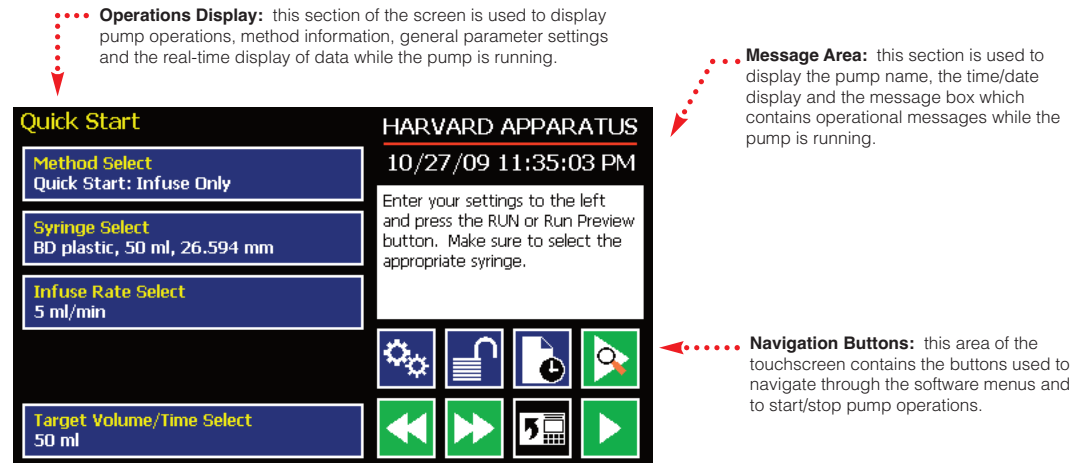 Operations Display: this section of the screen is used to display
pump operations, method information, general parameter settings
and the real-time display of data while the pump is running.
Message Area: this section is used to
display the pump name, the time/date
display and the message box which
contains operational messages while the
pump is running.
Quick Start
Method Select
Quick Start: Infuse Only
Syringe Select
BD plastic, 50 ml, 26.594 mm
Infuse Rate Select
5 ml/min
Target Volume/Time Select
50 ml
HARVARD APPARATUS
10/27/09 11:35:03 PM
Enter your settings to the left
and press the RUN or Run Preview
button. Make sure to select the
appropriate syringe.
Navigation Buttons: this area of the
touchscreen contains the buttons used to
navigate through the software menus and
to start/stop pump operations.